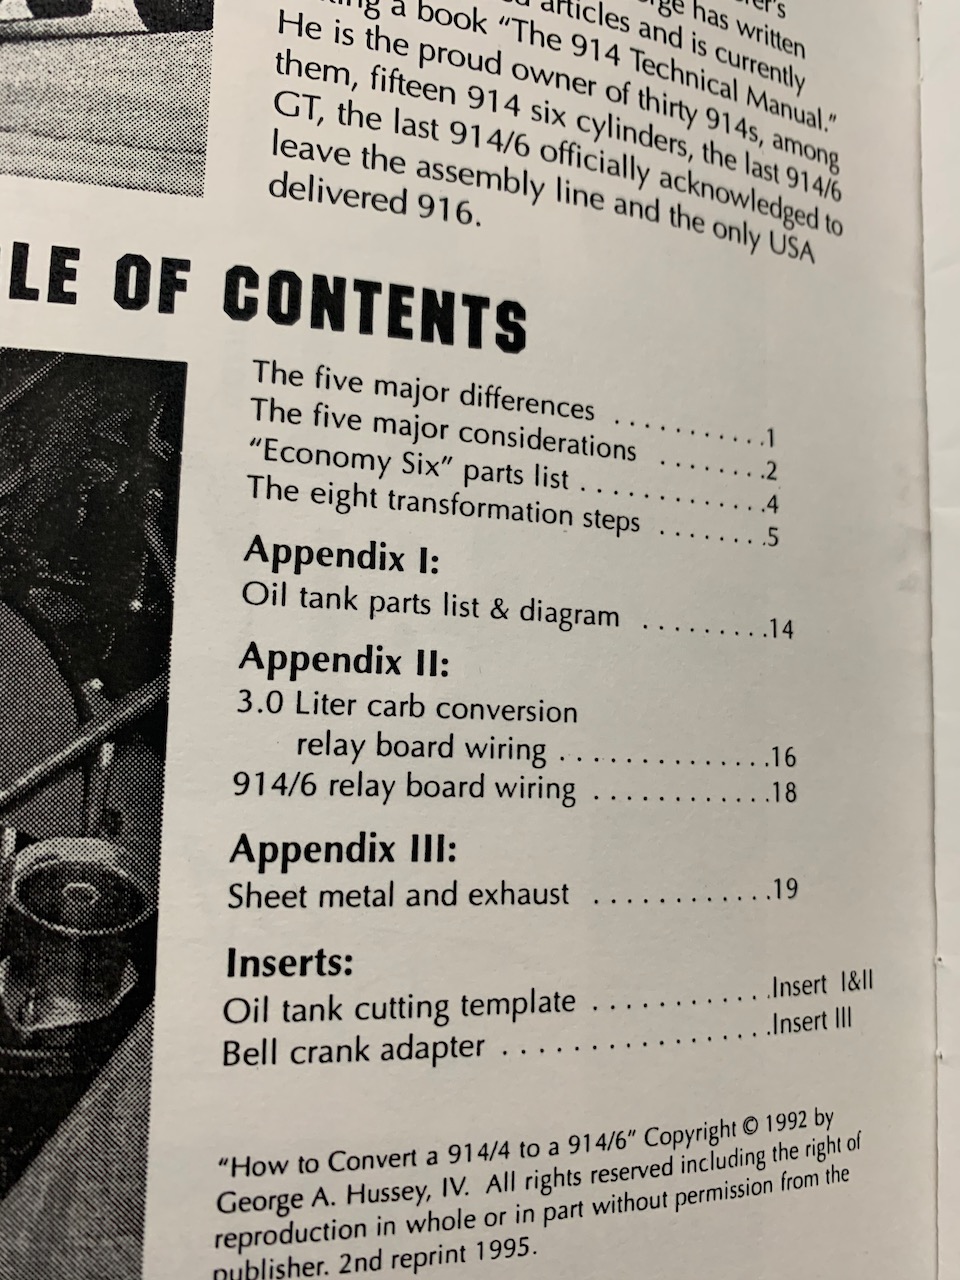 has written
articles and is currently
a book “The 914 Technical Manual.”
He is the proud owner of thirty 914s, among
them, fifteen 914 six cylinders, the last 914/6
GT, the last 914/6 officially acknowledged to
leave the assembly line and the only USA
delivered 916.
LE OF CONTENTS
The five major differences ...........1
The five major considerations ........2
“Economy Six” parts list ............4
The eight transformation steps ........5
Appendix I:
Oil tank parts list & diagram .........14
Appendix II:
3.0 Liter carb conversion
relay board wiring ..............16
914/6 relay board wiring ............18
Appendix III:
Sheet metal and exhaust ............19
Inserts:
Oil tank cutting template ............Insert I&II
Bell crank adapter ..................Insert III
“How to Convert a 914/4 to a 914/6” Copyright © 1992 by
George A. Hussey, IV. All rights reserved including the right of
reproduction in whole or in part without permission from the
publisher. 2nd reprint 1995.